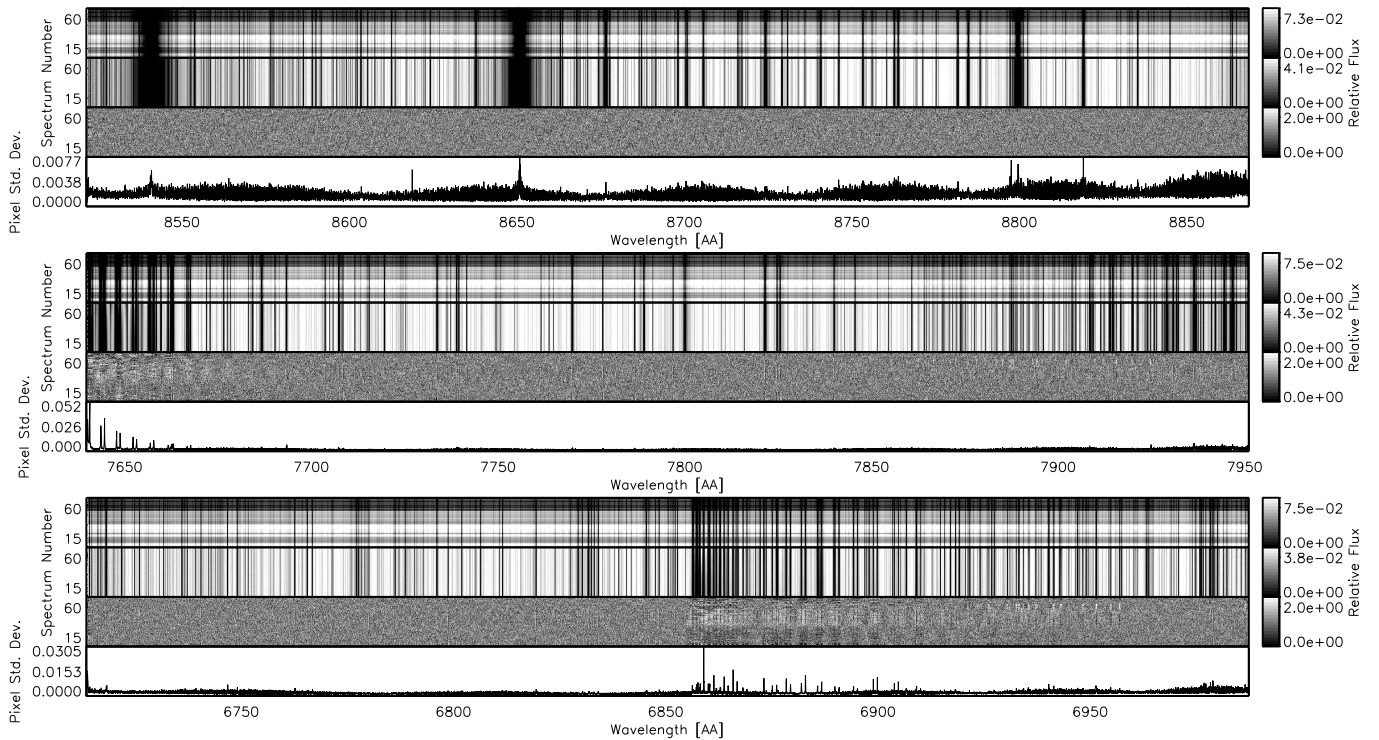 60
15
60
15
60
15
Spectrum Number
7.3e-02
0.0e+00
4.1e-02
0.0e+00
2.0e+00
0.0e+00
Relative Flux
0.0077
0.0038
0.0000
Pixel Std. Dev.
8550 8600 8650 8700 8750 8800 8850
Wavelength [AA]
60
15
60
15
60
15
Spectrum Number
7.5e-02
0.0e+00
4.3e-02
0.0e+00
2.0e+00
0.0e+00
Relative Flux
0.052
0.026
0.000
Pixel Std. Dev.
7650 7700 7750 7800 7850 7900 7950
Wavelength [AA]
60
15
60
15
60
15
Spectrum Number
7.5e-02
0.0e+00
3.8e-02
0.0e+00
2.0e+00
0.0e+00
Relative Flux
0.0305
0.0153
0.0000
Pixel Std. Dev.
6750 6800 6850 6900 6950
Wavelength [AA]